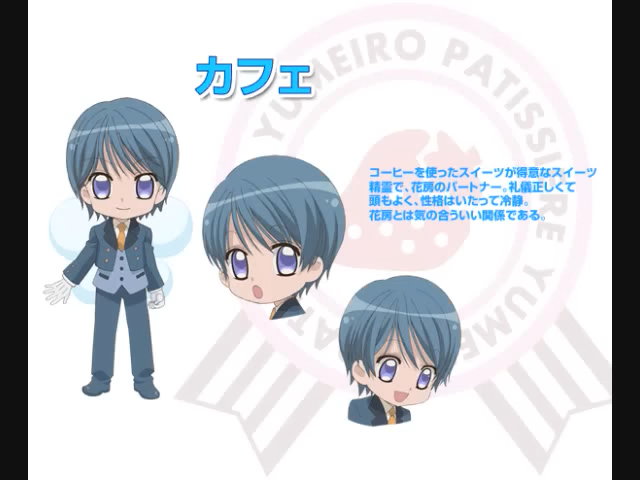 カフェ
YUMEIRO PATISSIERE YUME
PAT
コーヒーを使ったスイーツが得意なスイーツ
精霊で、花房のパートナー。礼儀正しくて
頭もよく、性格はいたって冷静。
花房とは気の合ういい関係である。